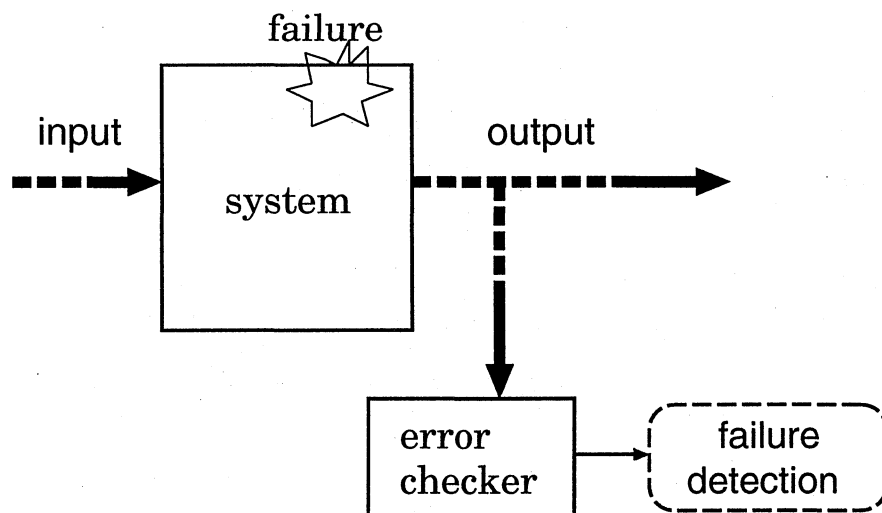 failure
input
output
system
error
checker
failure
detection